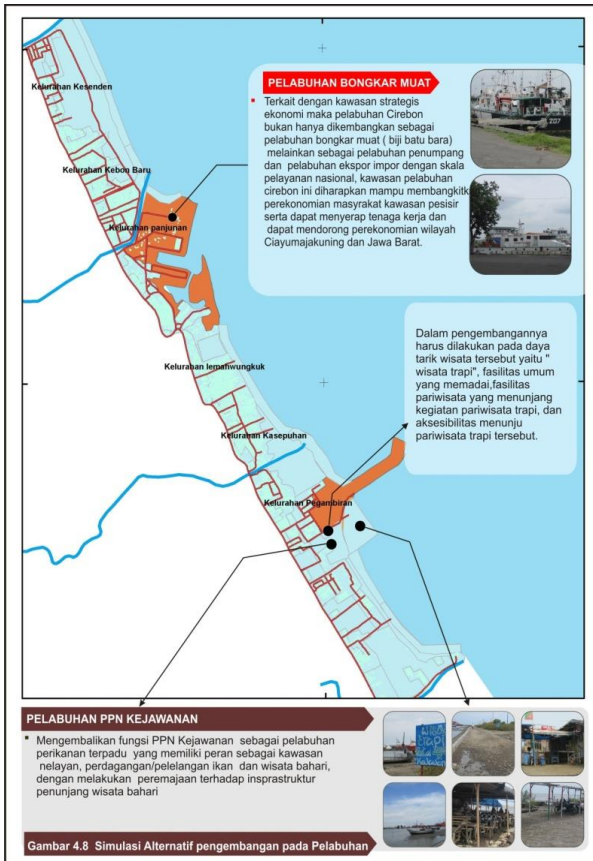 Kelurahan Kesenden
Kelurahan Kebon Baru
Kelurahan panjunan
Kelurahan lemahwungkuk
Kelurahan Kasepuhan
Kelurahan Pegambiran
PELABUHAN BONGKAR MUAT
▪ Terkait dengan kawasan strategis
ekonomi maka pelabuhan Cirebon
bukan hanya dikembangkan sebagai
pelabuhan bongkar muat ( biji batu bara)
melainkan sebagai pelabuhan penumpang
dan pelabuhan ekspor impor dengan skala
pelayanan nasional, kawasan pelabuhan
cirebon ini diharapkan mampu membangkitk
perekonomian masyrakat kawasan pesisir
serta dapat menyerap tenaga kerja dan
dapat mendorong perekonomian wilayah
Ciayumajakuning dan Jawa Barat.
207
Dalam pengembangannya
harus dilakukan pada daya
tarik wisata tersebut yaitu "
wisata trapi", fasilitas umum
yang memadai,fasilitas
pariwisata yang menunjang
kegiatan pariwisata trapi, dan
aksesibilitas menunju
pariwisata trapi tersebut.
PELABUHAN PPN KEJAWANAN
▪ Mengembalikan fungsi PPN Kejawanan sebagai pelabuhan
perikanan terpadu yang memiliki peran sebagai kawasan
nelayan, perdagangan/pelelangan ikan dan wisata bahari,
dengan melakukan peremajaan terhadap insprastruktur
penunjang wisata bahari
Gambar 4.8 Simulasi Alternatif pengembangan pada Pelabuhan